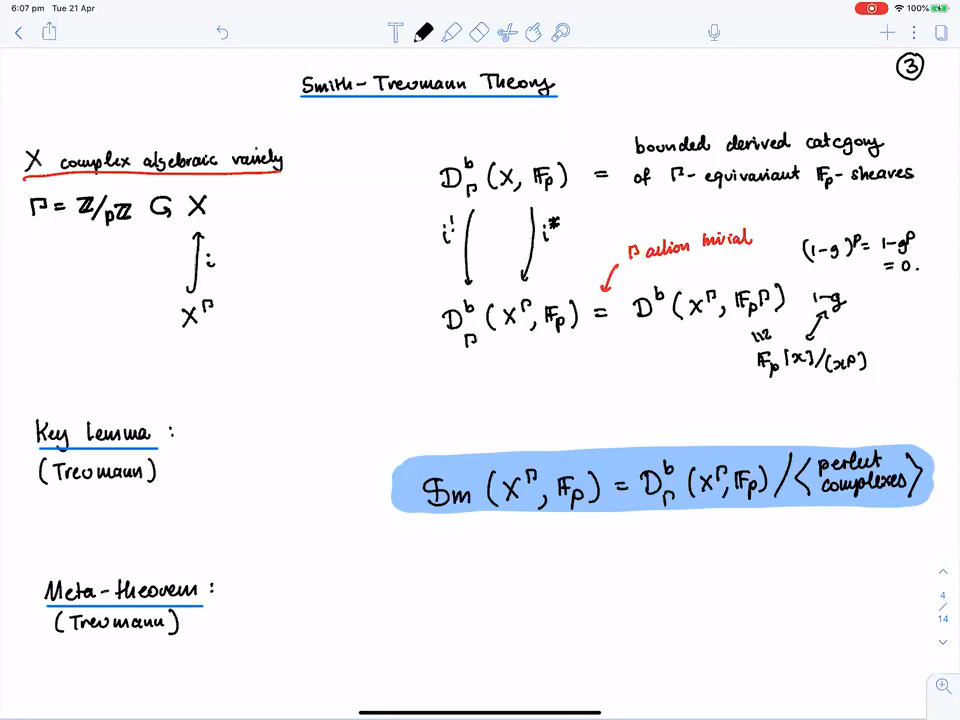 6:07 pm Tue 21 Apr
100%
3
Smith-Treumann Theory
X complex algebraic variety
Γ = ℤ/pℤ ↻ X
i
X^Γ
D^b_Γ (X, 𝔽_p) = bounded derived category
of Γ-equivariant 𝔽_p-sheaves
i^! i^*
Γ action trivial
(1-g)^p = 1-g^p
= 0.
D^b_Γ (X^Γ, 𝔽_p) = D^b (X^Γ, 𝔽_pΓ) 1-g
≅
𝔽_p[x]/(x^p)
Key Lemma :
(Treumann)
Sm (X^Γ, 𝔽_p) = D^b_Γ (X^Γ, 𝔽_p) / ⟨perfect complexes⟩
Meta-theorem :
(Treumann)
4
/
14